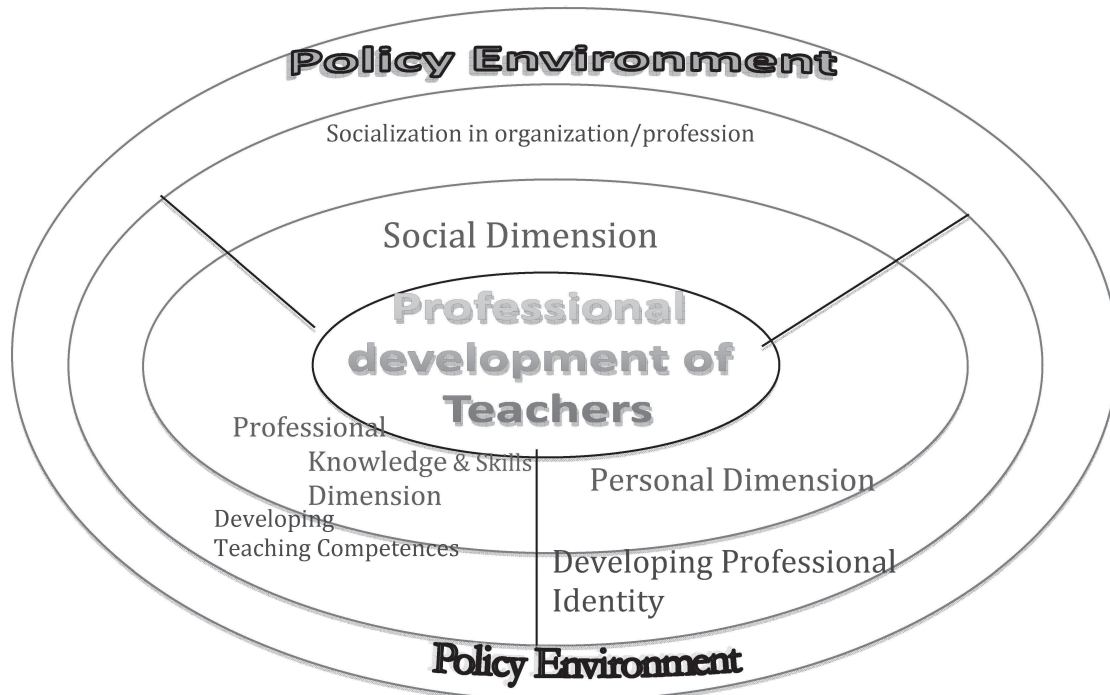 Policy Environment
Socialization in organization/profession
Social Dimension
Professional
development of
Teachers
Professional
Knowledge & Skills
Dimension
Developing
Teaching Competences
Personal Dimension
Developing Professional
Identity
Policy Environment